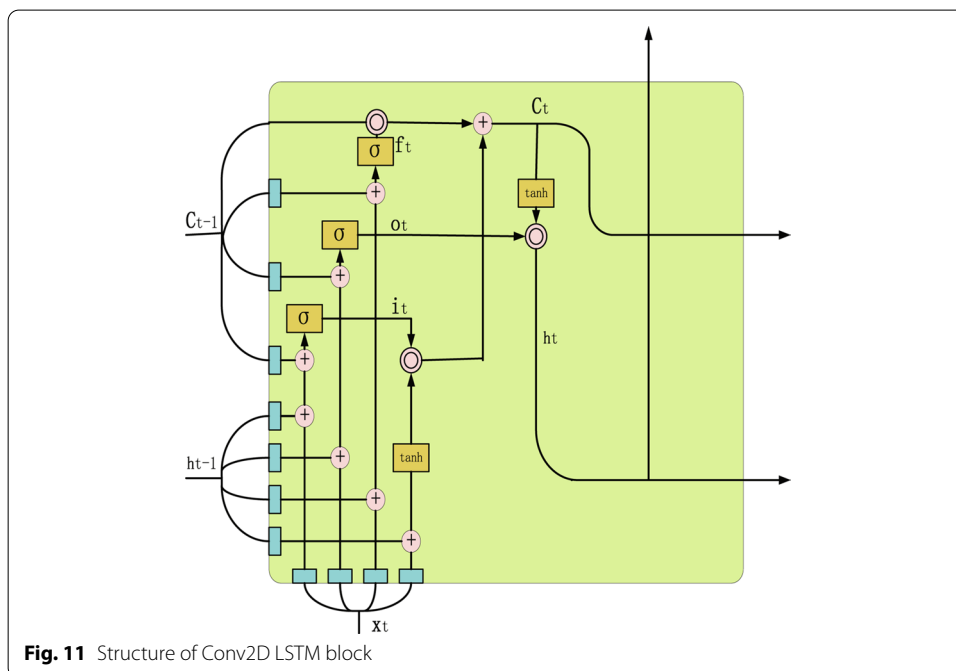 Ct
+
σ
ft
tanh
+
Ct-1
σ
ot
+
σ
it
+
ht
+
ht-1
+
tanh
+
+
xt
Fig. 11 Structure of Conv2D LSTM block